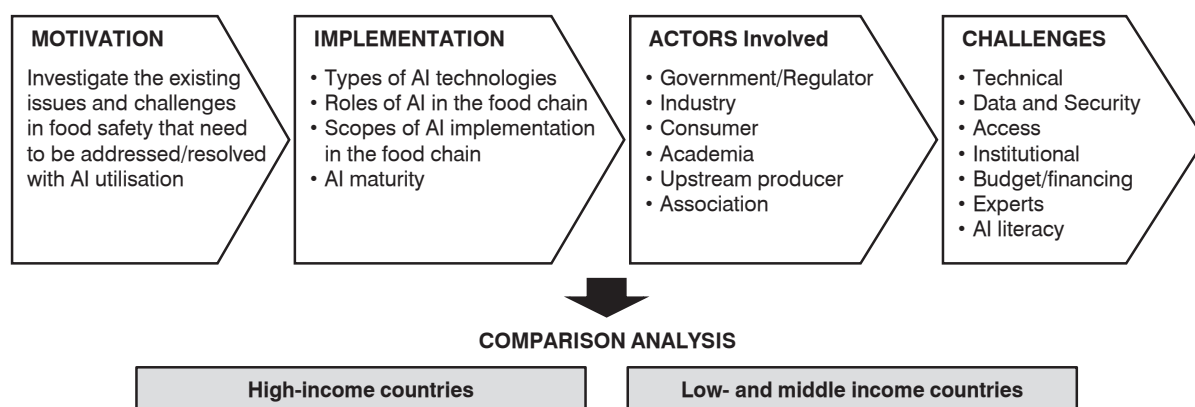 MOTIVATION
Investigate the existing
issues and challenges
in food safety that need
to be addressed/resolved
with AI utilisation
IMPLEMENTATION
• Types of AI technologies
• Roles of AI in the food chain
• Scopes of AI implementation
in the food chain
• AI maturity
ACTORS Involved
• Government/Regulator
• Industry
• Consumer
• Academia
• Upstream producer
• Association
CHALLENGES
• Technical
• Data and Security
• Access
• Institutional
• Budget/financing
• Experts
• AI literacy
COMPARISON ANALYSIS
High-income countries
Low- and middle income countries